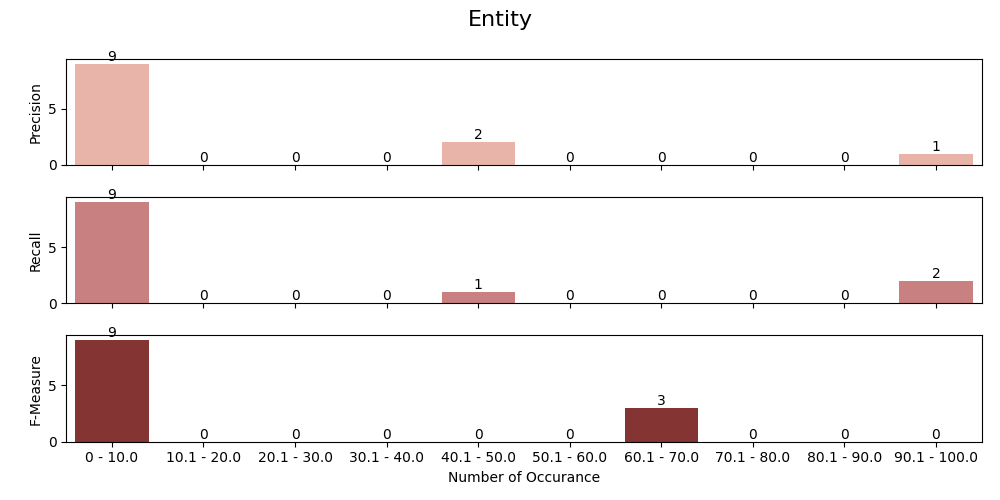 Entity
Precision
5
0
9 0 0 0 2 0 0 0 0 1
Recall
5
0
9 0 0 0 1 0 0 0 0 2
F-Measure
5
0
9 0 0 0 0 0 3 0 0 0
0 - 10.0 10.1 - 20.0 20.1 - 30.0 30.1 - 40.0 40.1 - 50.0 50.1 - 60.0 60.1 - 70.0 70.1 - 80.0 80.1 - 90.0 90.1 - 100.0
Number of Occurance